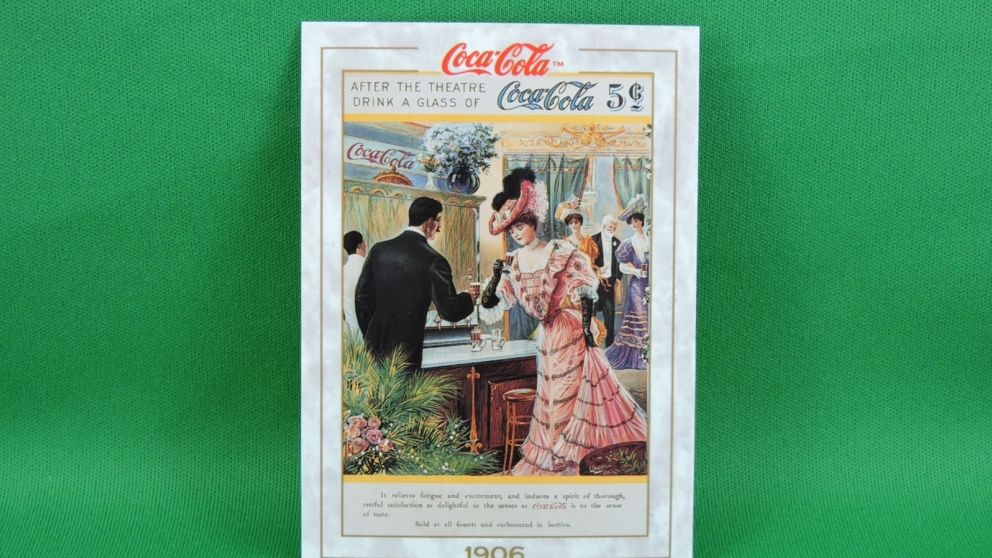 Coca-Cola™
AFTER THE THEATRE
DRINK A GLASS OF Coca-Cola 5¢
Coca-Cola
It relieves fatigue and excitement, and induces a spirit of thorough,
restful satisfaction as delightful to the senses as Coca-Cola is to the sense
of taste.
Sold at all founts and carbonated in bottles.
1906